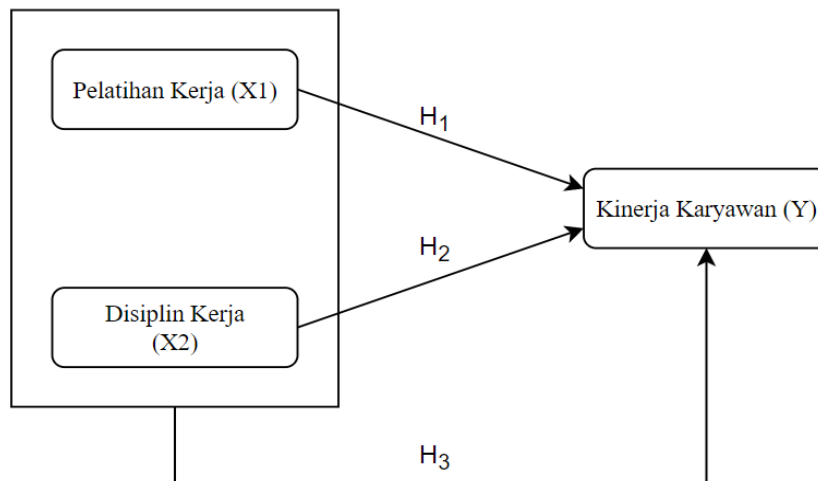 Pelatihan Kerja (X1)
H1
Kinerja Karyawan (Y)
H2
Disiplin Kerja
(X2)
H3